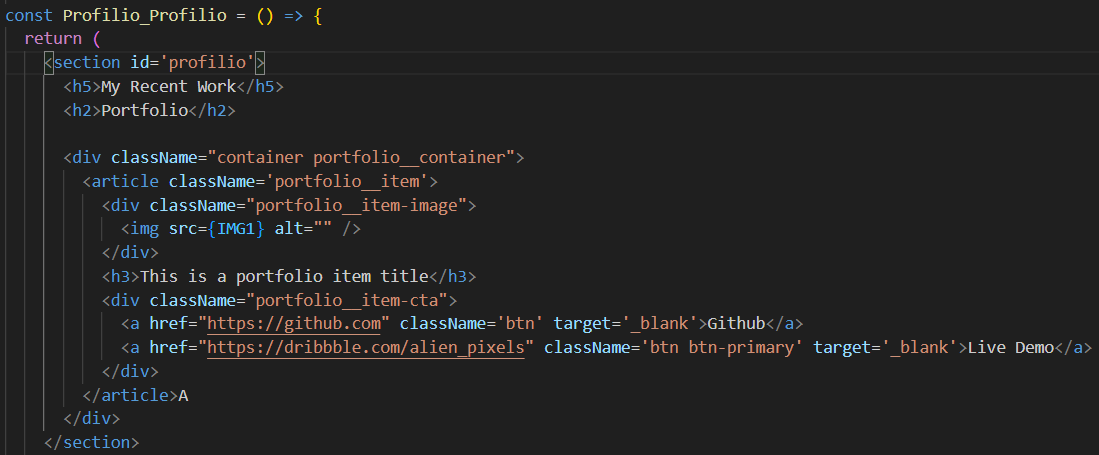 const Profilio_Profilio = () => {
  return (
    <section id='profilio'>
      <h5>My Recent Work</h5>
      <h2>Portfolio</h2>

      <div className="container portfolio__container">
        <article className='portfolio__item'>
          <div className="portfolio__item-image">
            <img src={IMG1} alt="" />
          </div>
          <h3>This is a portfolio item title</h3>
          <div className="portfolio__item-cta">
            <a href="https://github.com" className='btn' target='_blank'>Github</a>
            <a href="https://dribbble.com/alien_pixels" className='btn btn-primary' target='_blank'>Live Demo</a>
          </div>
        </article>A
      </div>
    </section>